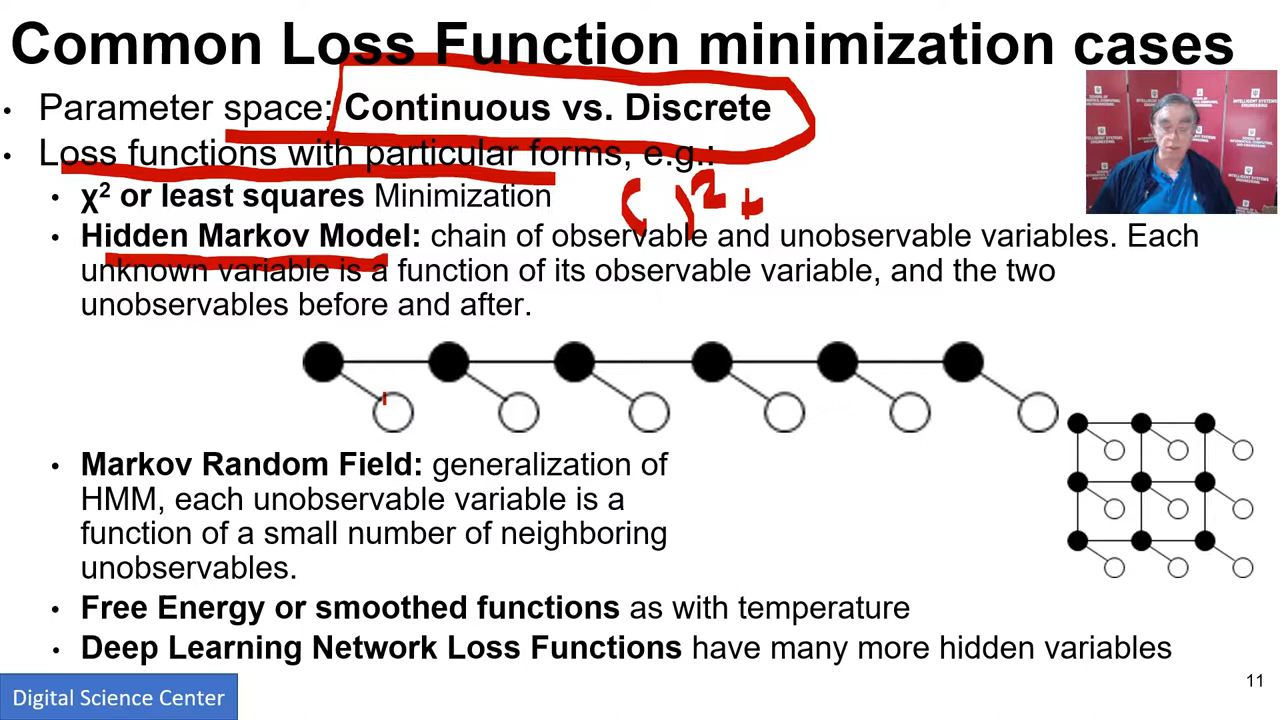 Common Loss Function minimization cases
• Parameter space: Continuous vs. Discrete
• Loss functions with particular forms, e.g.:
• χ² or least squares Minimization
( )² +
• Hidden Markov Model: chain of observable and unobservable variables. Each
unknown variable is a function of its observable variable, and the two
unobservables before and after.
• Markov Random Field: generalization of
HMM, each unobservable variable is a
function of a small number of neighboring
unobservables.
• Free Energy or smoothed functions as with temperature
• Deep Learning Network Loss Functions have many more hidden variables
11
Digital Science Center